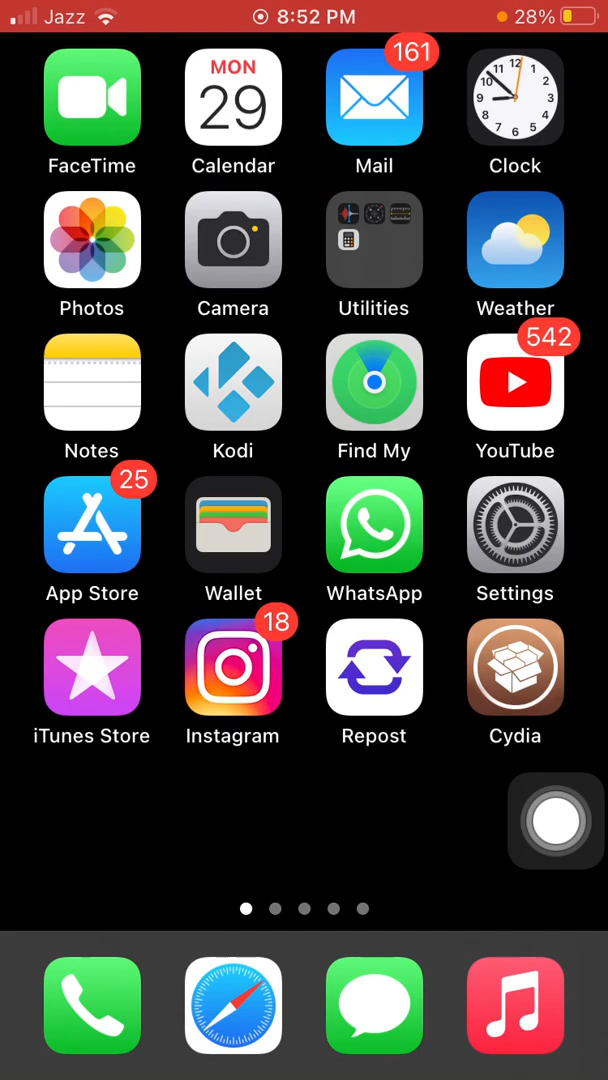 Jazz 8:52 PM 28%
161
MON
29
FaceTime Calendar Mail Clock
Photos Camera Utilities Weather
542
Notes Kodi Find My YouTube
25
App Store Wallet WhatsApp Settings
18
iTunes Store Instagram Repost Cydia